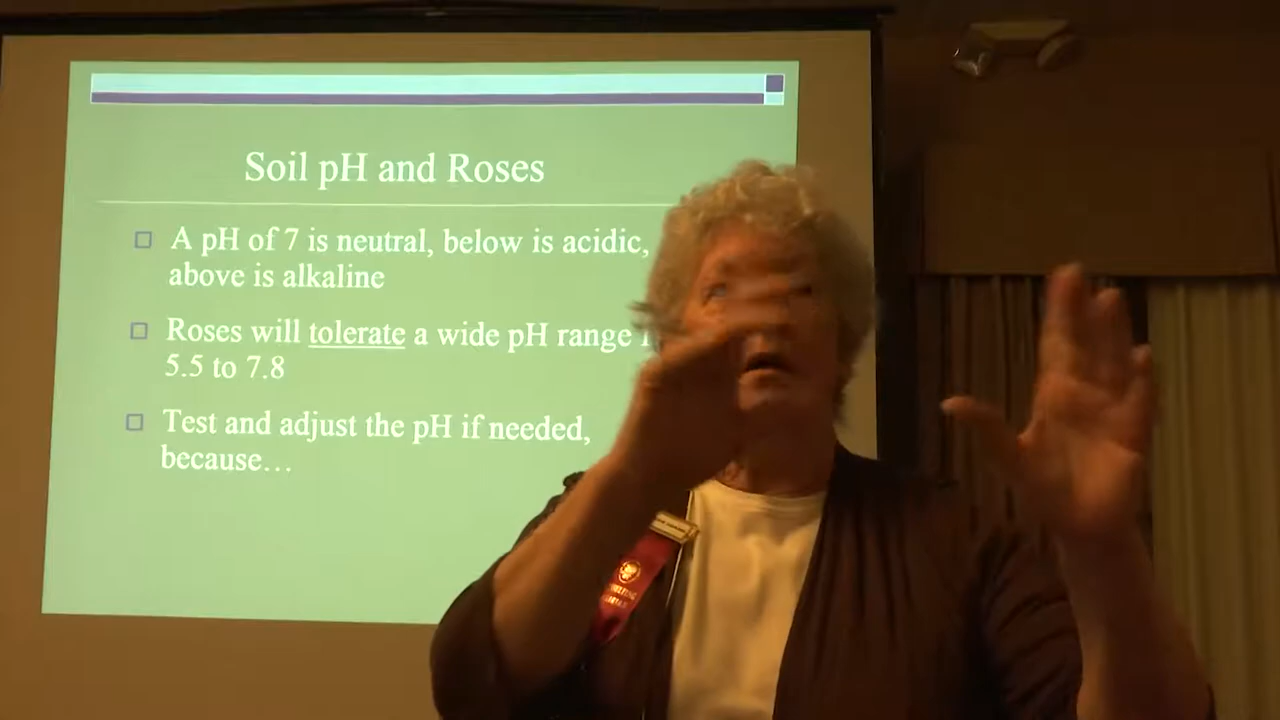 Soil pH and Roses
A pH of 7 is neutral, below is acidic,
above is alkaline
Roses will tolerate a wide pH range
5.5 to 7.8
Test and adjust the pH if needed,
because…